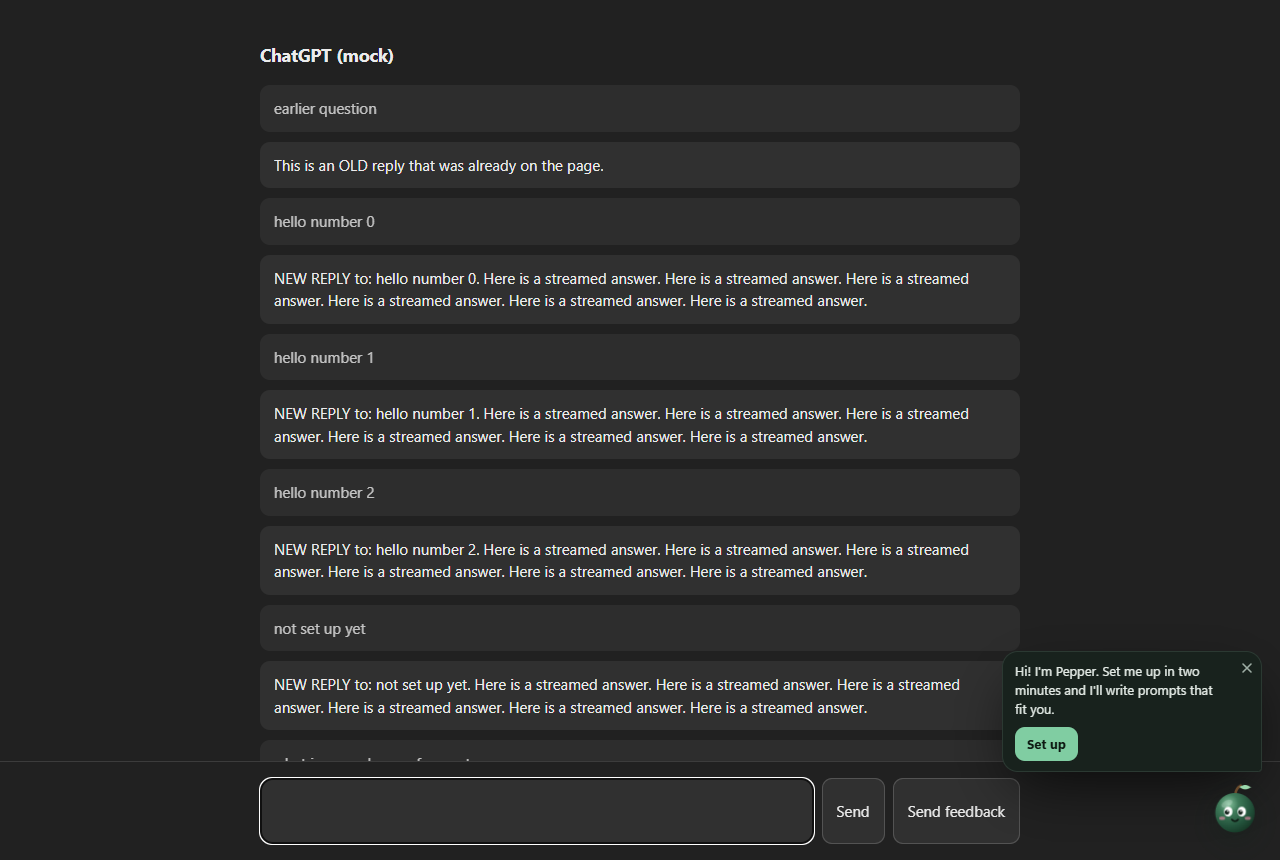 ChatGPT (mock)
earlier question
This is an OLD reply that was already on the page.
hello number 0
NEW REPLY to: hello number 0. Here is a streamed answer. Here is a streamed answer. Here is a streamed
answer. Here is a streamed answer. Here is a streamed answer. Here is a streamed answer.
hello number 1
NEW REPLY to: hello number 1. Here is a streamed answer. Here is a streamed answer. Here is a streamed
answer. Here is a streamed answer. Here is a streamed answer. Here is a streamed answer.
hello number 2
NEW REPLY to: hello number 2. Here is a streamed answer. Here is a streamed answer. Here is a streamed
answer. Here is a streamed answer. Here is a streamed answer. Here is a streamed answer.
not set up yet
NEW REPLY to: not set up yet. Here is a streamed answer. Here is a streamed answer. Here is a streamed
answer. Here is a streamed answer. Here is a streamed answer. Here is a streamed answer.
Hi! I'm Pepper. Set me up in two
minutes and I'll write prompts that
fit you.
Set up
Send
Send feedback